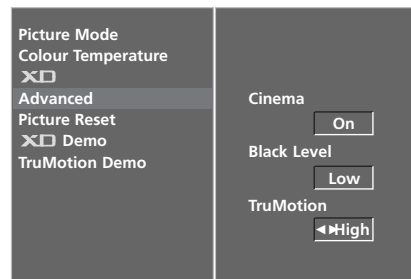 Picture Mode
Colour Temperature
XD
Advanced
Picture Reset
XD Demo
TruMotion Demo
Cinema
On
Black Level
Low
TruMotion
High